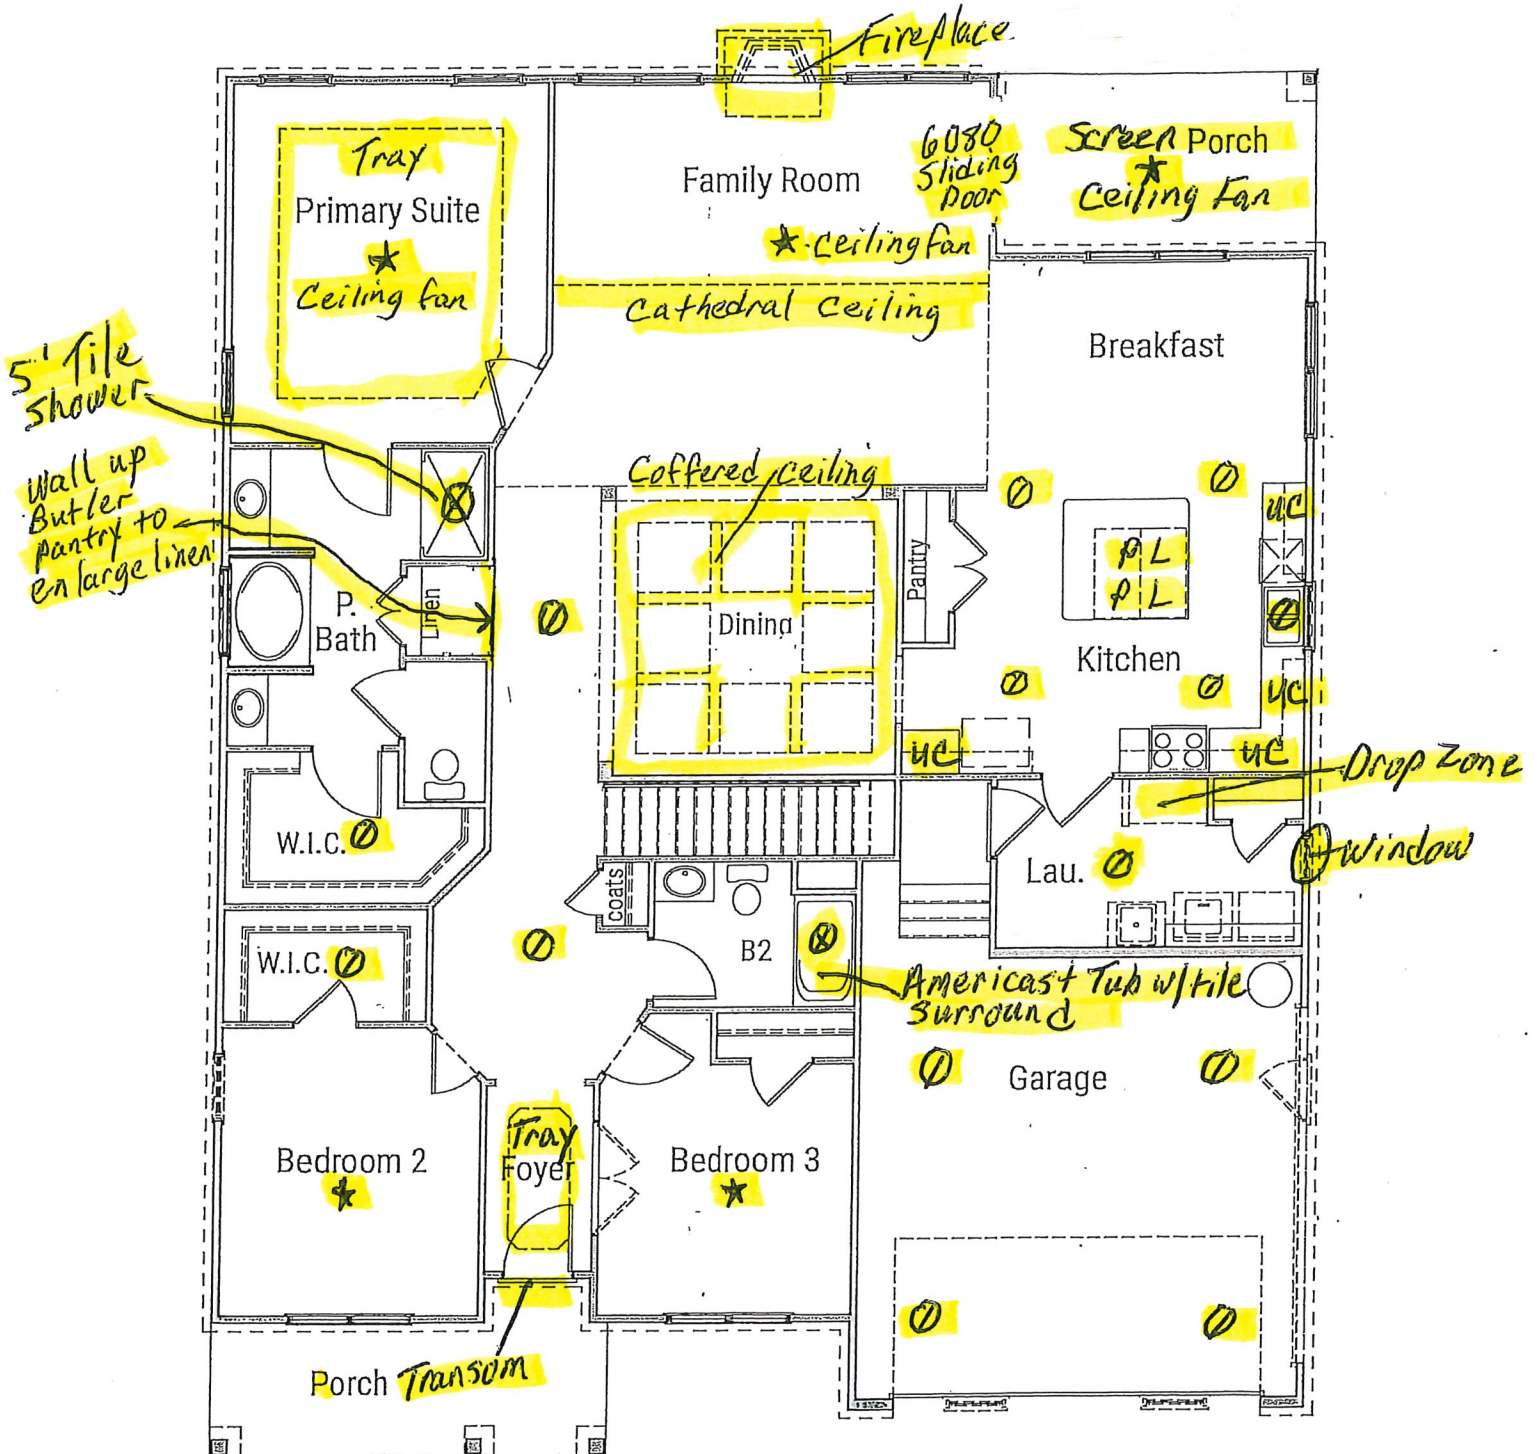 Fireplace
Tray
Primary Suite
Ceiling fan
Family Room
6080
Sliding
Door
Screen Porch
Ceiling Fan
ceiling fan
Cathedral Ceiling
Breakfast
5' Tile
Shower
Wall up
Butler
pantry to
enlarge linen
Coffered ceiling
Pantry
UC
P L
P L
Linen
P.
Bath
Dining
Kitchen
UC
UC
UC
Drop Zone
W.I.C.
Lau.
Window
coats
W.I.C.
B2
Americast Tub w/tile
Surround
Garage
Tray
Foyer
Bedroom 2
Bedroom 3
Porch Transom